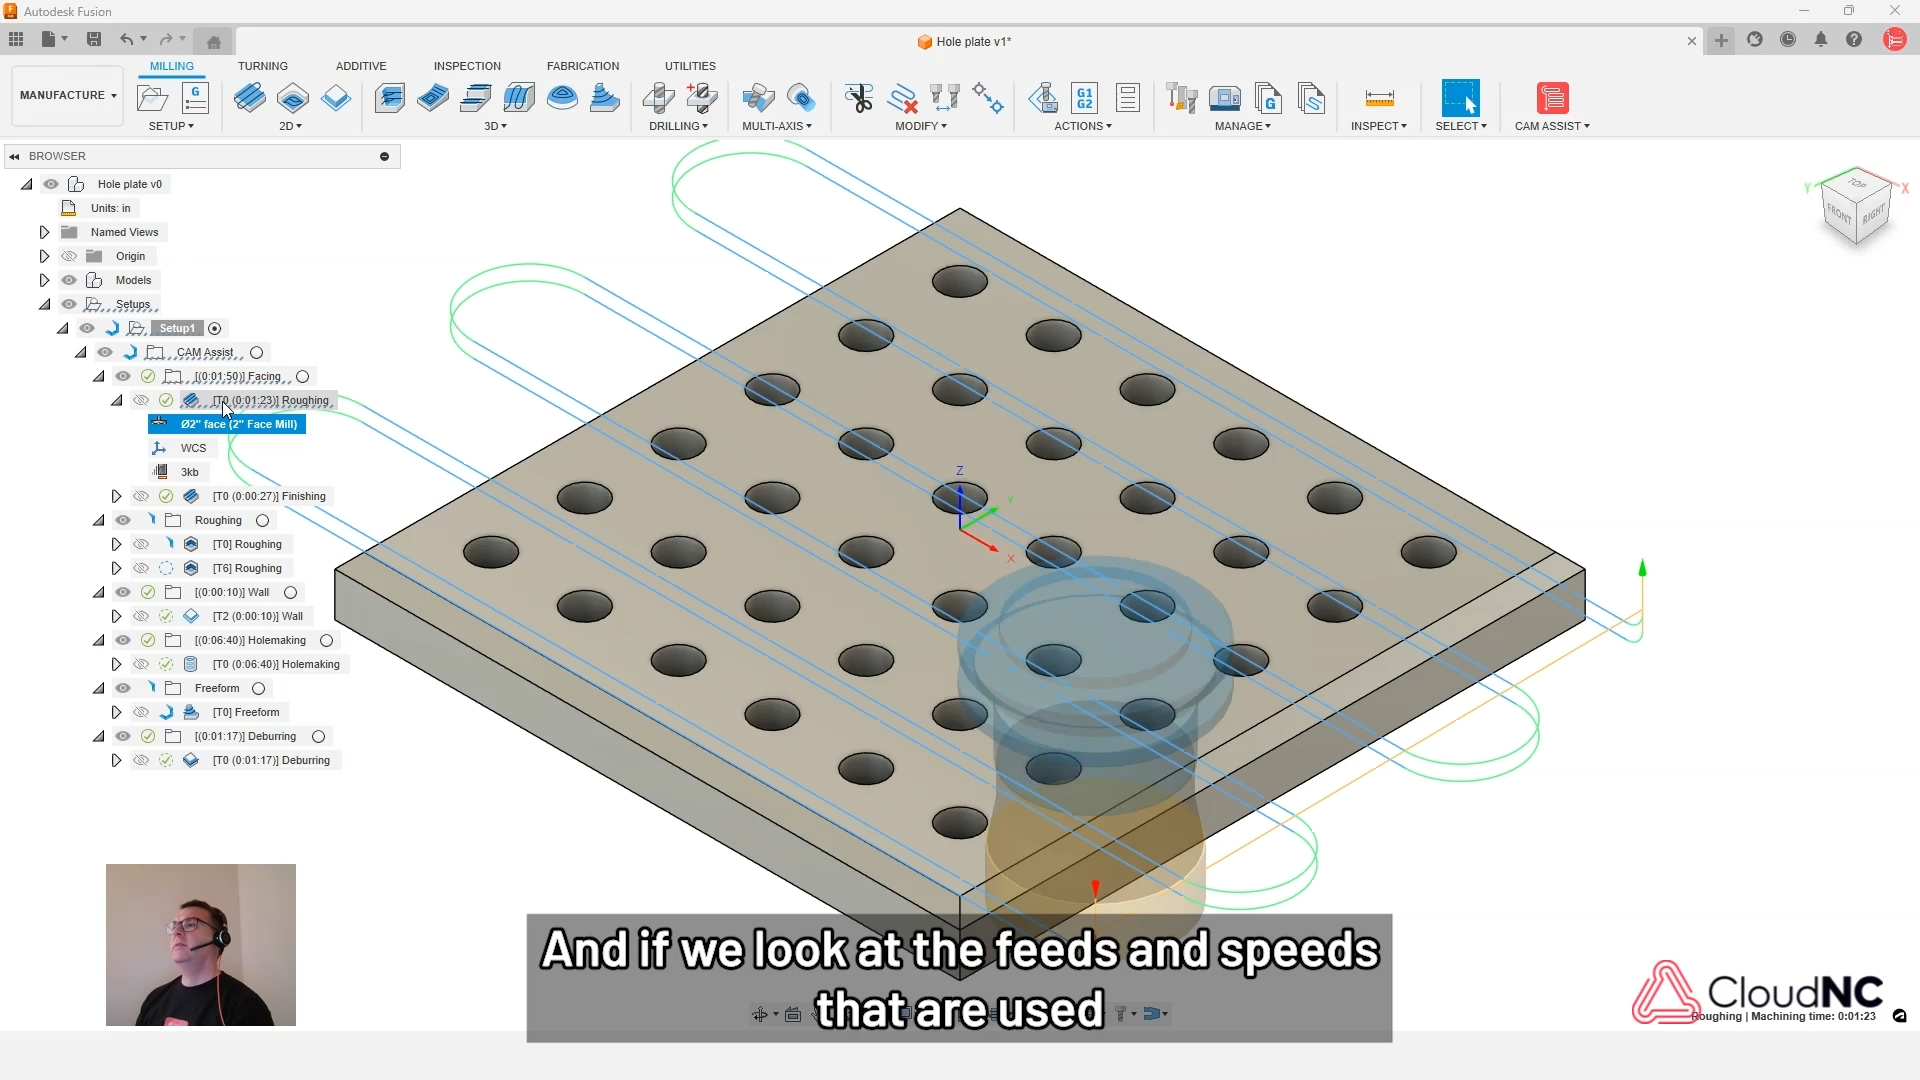 Autodesk Fusion
Hole plate v1*
MILLING
TURNING
ADDITIVE
INSPECTION
FABRICATION
UTILITIES
MANUFACTURE
SETUP
2D
3D
DRILLING
MULTI-AXIS
MODIFY
ACTIONS
MANAGE
INSPECT
SELECT
CAM ASSIST
G
G1
G2
G
BROWSER
Hole plate v0
Units: in
Named Views
Origin
Models
Setups
Setup1
CAM Assist
[(0:01:50)] Facing
[T0 (0:01:23)] Roughing
Ø2" face (2" Face Mill)
WCS
3kb
[T0 (0:00:27)] Finishing
Roughing
[T0] Roughing
[T6] Roughing
[(0:00:10)] Wall
[T2 (0:00:10)] Wall
[(0:06:40)] Holemaking
[T0 (0:06:40)] Holemaking
Freeform
[T0] Freeform
[(0:01:17)] Deburring
[T0 (0:01:17)] Deburring
Z
Y
X
TOP
FRONT
RIGHT
Y
X
And if we look at the feeds and speeds
that are used
CloudNC
Roughing | Machining time: 0:01:23